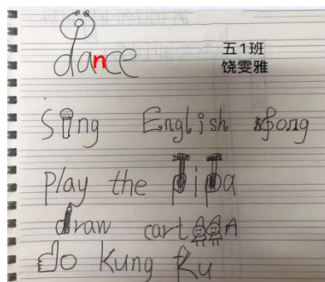 dance
五1班
饶雯雅
Sing English Song
Play the pipa
draw cartoon
do kung fu